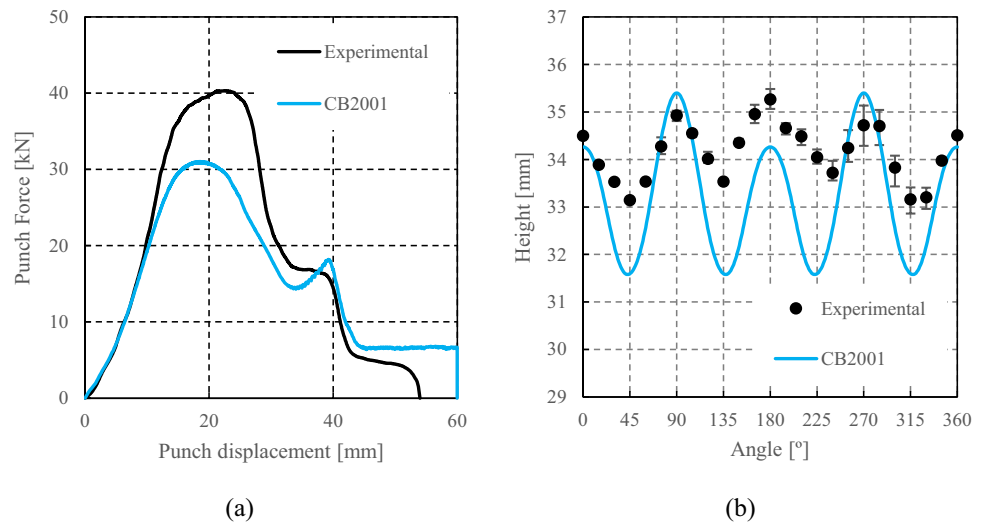 50
40
30
20
10
0
Punch Force [kN]
Experimental
CB2001
0 20 40 60
Punch displacement [mm]
(a)
37
36
35
34
33
32
31
30
29
Height [mm]
Experimental
CB2001
0 45 90 135 180 225 270 315 360
Angle [º]
(b)